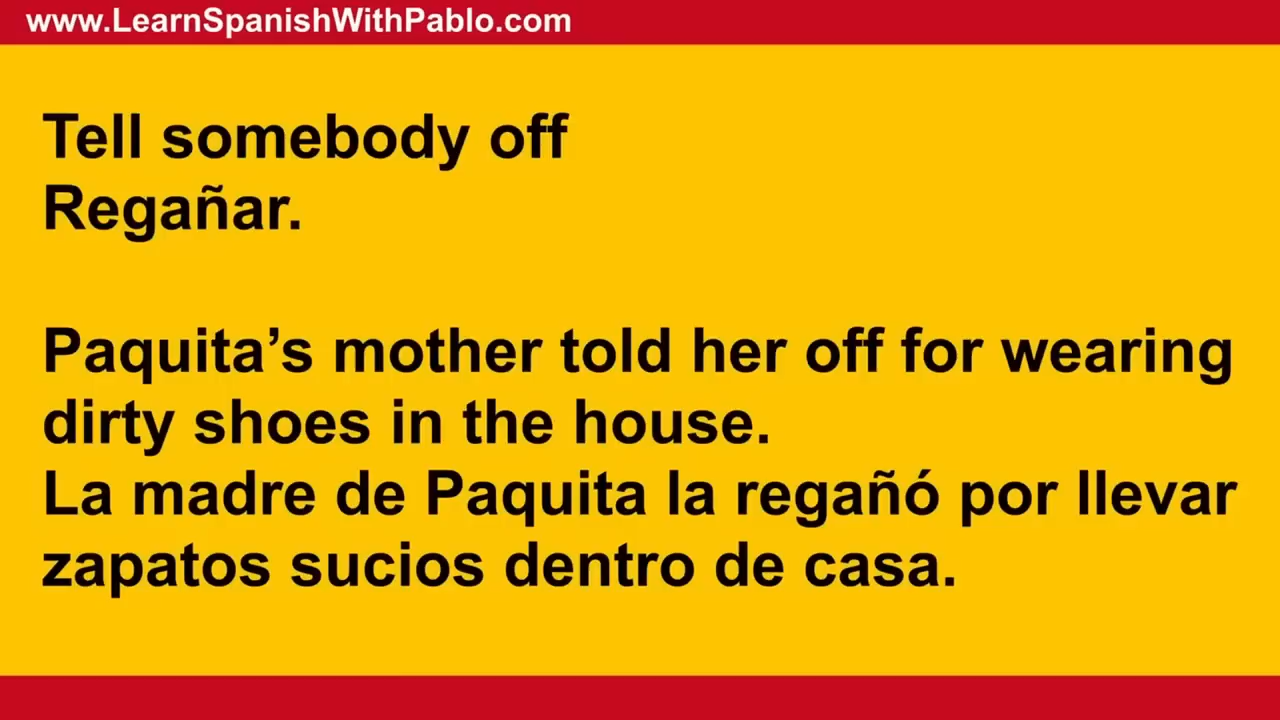 www.LearnSpanishWithPablo.com
Tell somebody off
Regañar.
Paquita’s mother told her off for wearing
dirty shoes in the house.
La madre de Paquita la regañó por llevar
zapatos sucios dentro de casa.